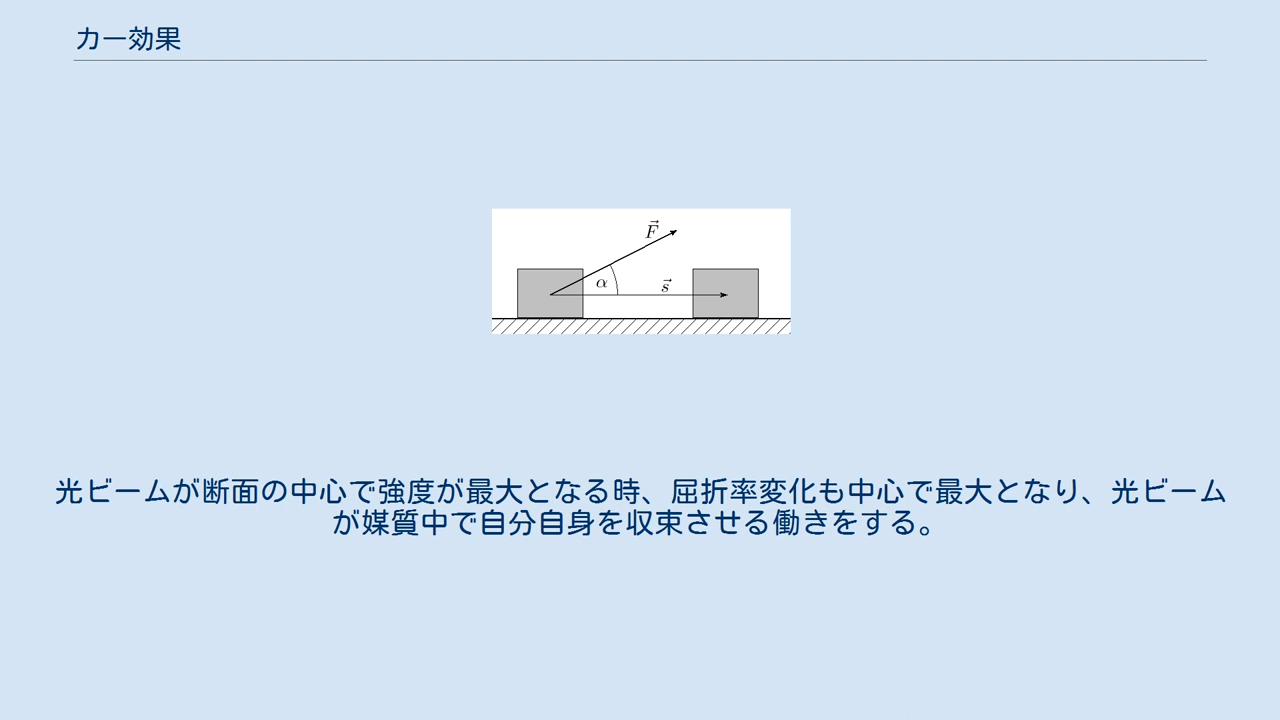 カー効果
F⃗
α
s⃗
光ビームが断面の中心で強度が最大となる時、屈折率変化も中心で最大となり、光ビーム
が媒質中で自分自身を収束させる働きをする。